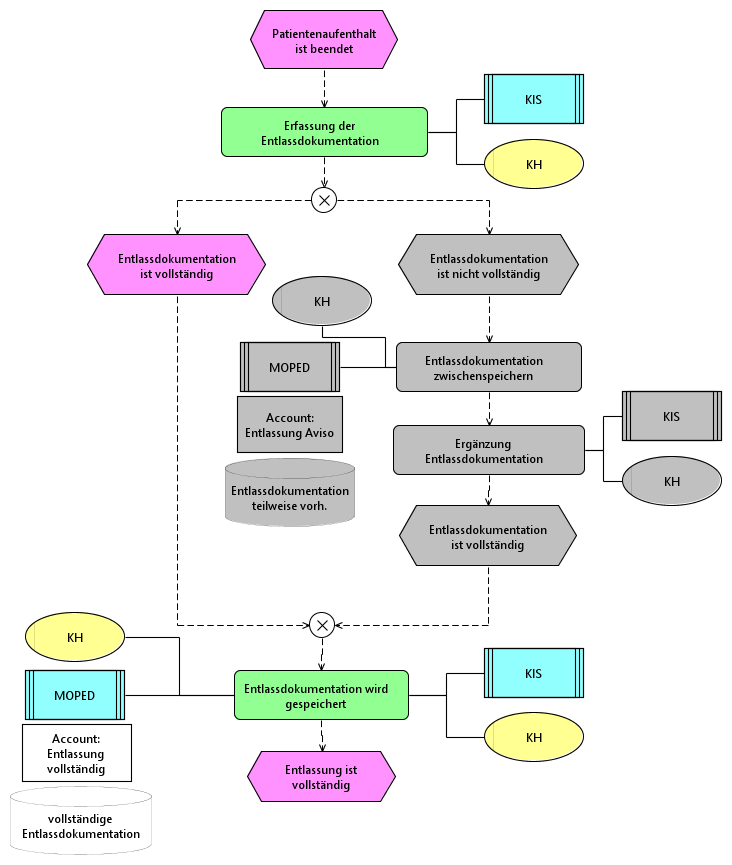 Patientenaufenthalt
ist beendet
KIS
Erfassung der
Entlassdokumentation
KH
Entlassdokumentation
ist vollständig
Entlassdokumentation
ist nicht vollständig
KH
MOPED
Entlassdokumentation
zwischenspeichern
Account:
Entlassung Aviso
KIS
Ergänzung
Entlassdokumentation
KH
Entlassdokumentation
teilweise vorh.
Entlassdokumentation
ist vollständig
KH
KIS
MOPED
Entlassdokumentation wird
gespeichert
KH
Account:
Entlassung
vollständig
Entlassung ist
vollständig
vollständige
Entlassdokumentation